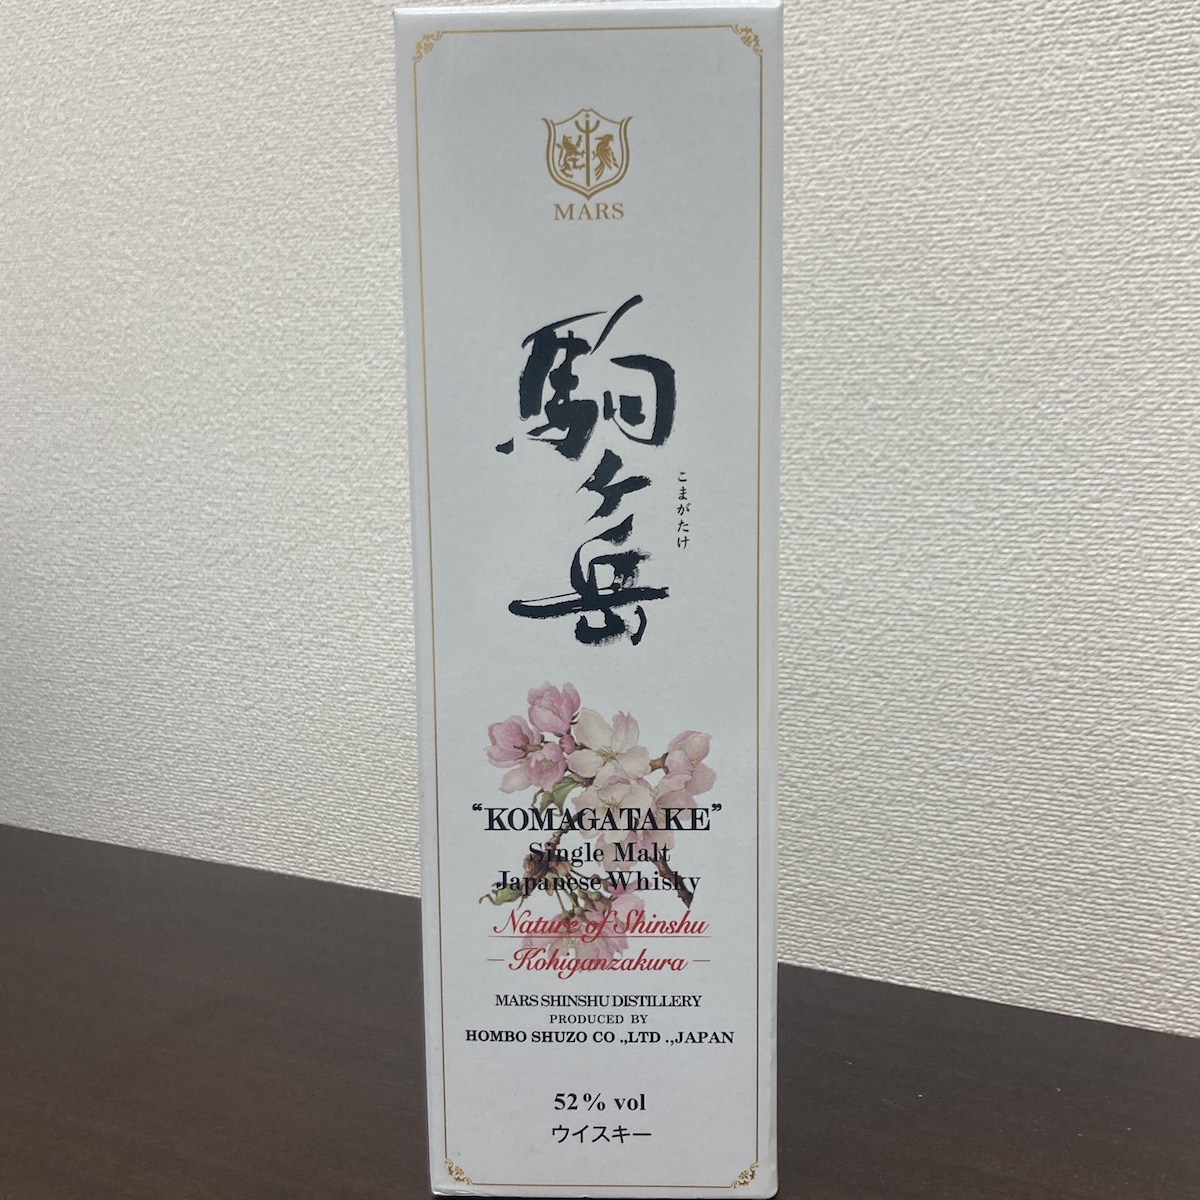 MARS
駒ヶ岳
こまがたけ
“KOMAGATAKE”
Single Malt
Japanese Whisky
Nature of Shinshu
– Kohiganzakura –
MARS SHINSHU DISTILLERY
PRODUCED BY
HOMBO SHUZO CO .,LTD .,JAPAN
52% vol
ウイスキー